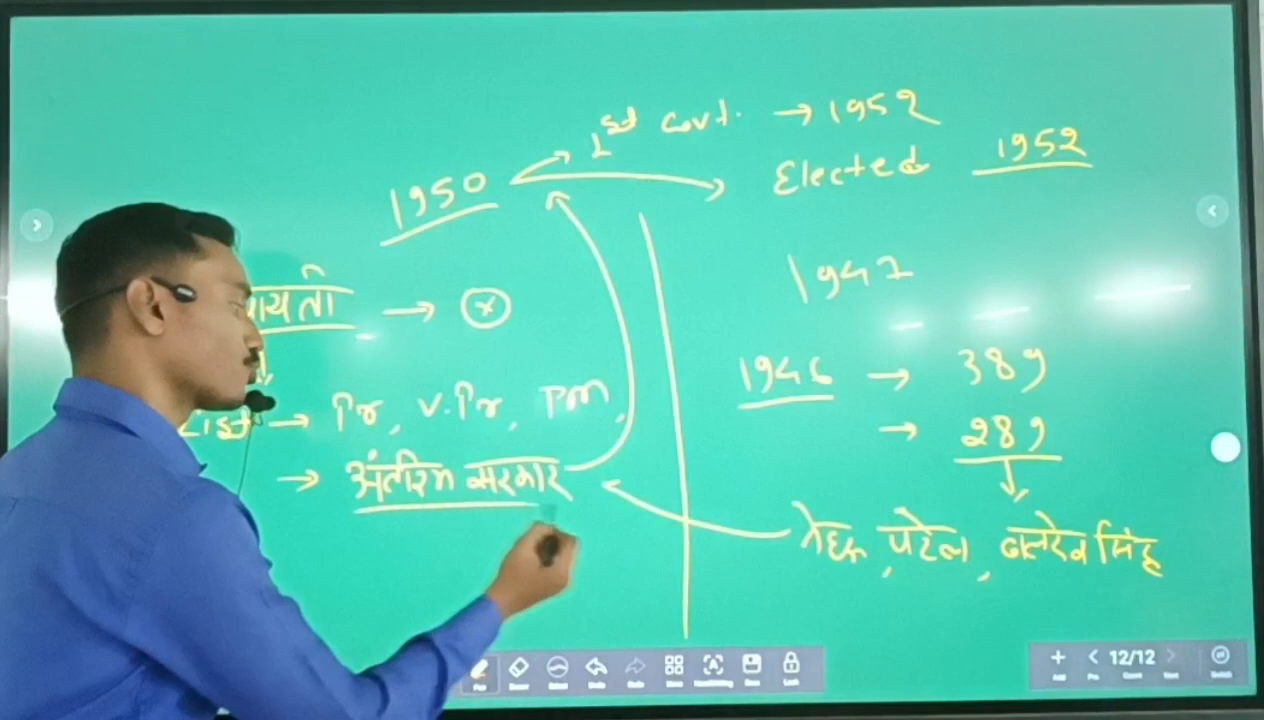 1st Govt. → 1952
1950 → Elected 1952
1947
यती → ⊗
1946 → 389
List → Pr, V.Pr, PM,
→ 289
→ अंतरिम सरकार
नेहरू, पटेल, बलदेव सिंह
12/12